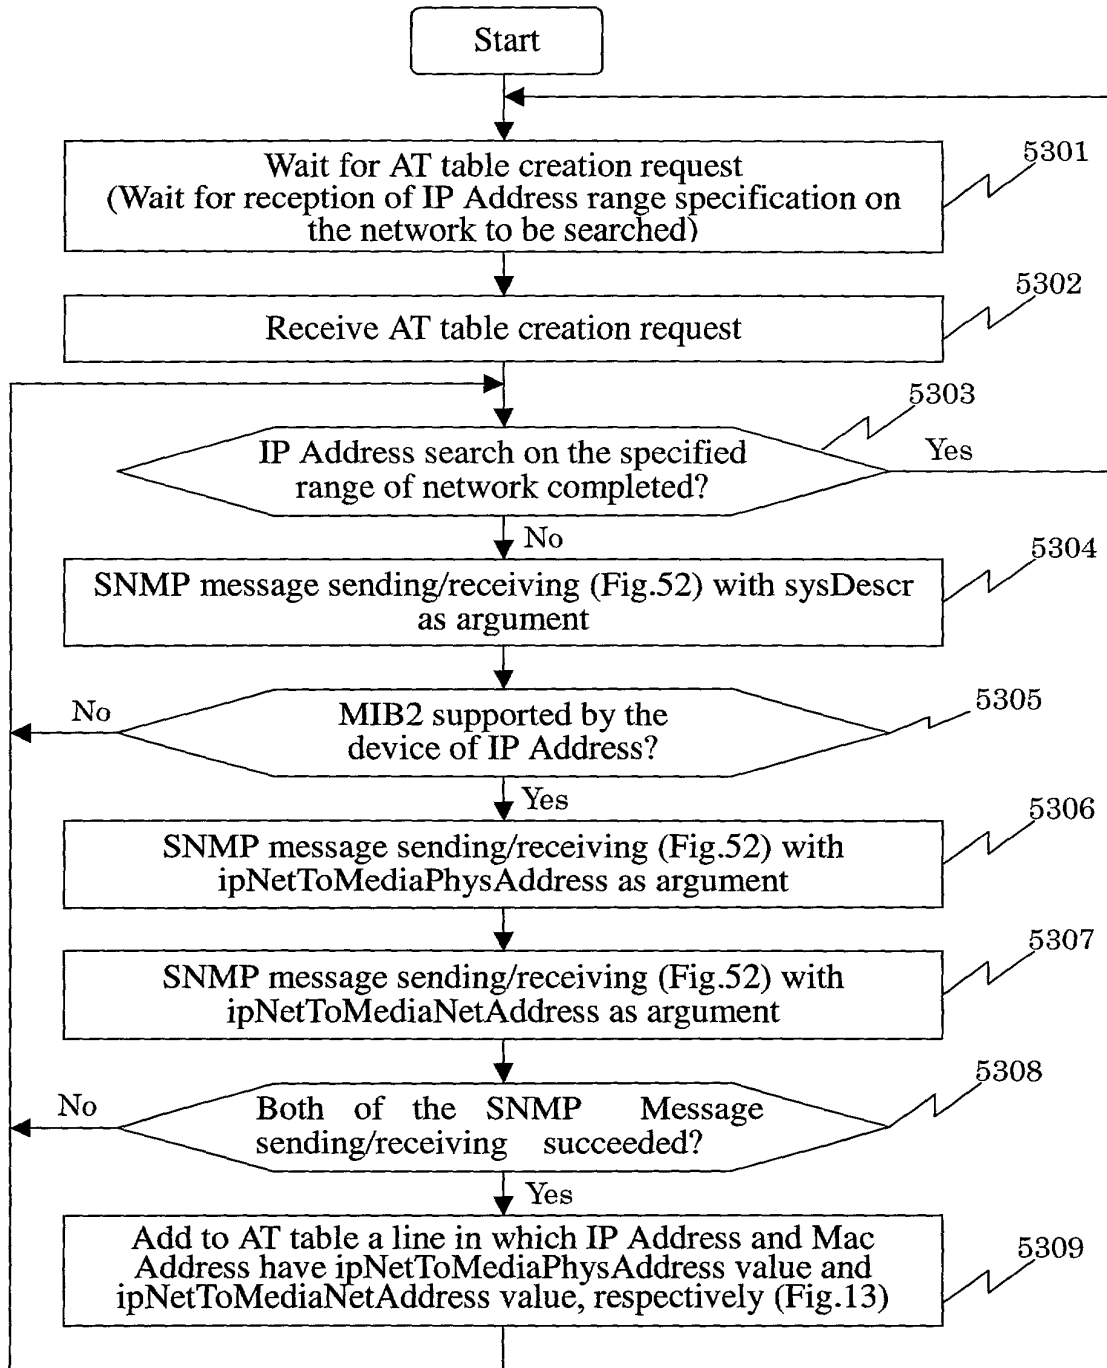 Start
Wait for AT table creation request
(Wait for reception of IP Address range specification on
the network to be searched)
5301
Receive AT table creation request
5302
IP Address search on the specified
range of network completed?
5303
Yes
No
SNMP message sending/receiving (Fig.52) with sysDescr
as argument
5304
MIB2 supported by the
device of IP Address?
5305
No
Yes
SNMP message sending/receiving (Fig.52) with
ipNetToMediaPhysAddress as argument
5306
SNMP message sending/receiving (Fig.52) with
ipNetToMediaNetAddress as argument
5307
Both of the SNMP Message
sending/receiving succeeded?
5308
No
Yes
Add to AT table a line in which IP Address and Mac
Address have ipNetToMediaPhysAddress value and
ipNetToMediaNetAddress value, respectively (Fig.13)
5309